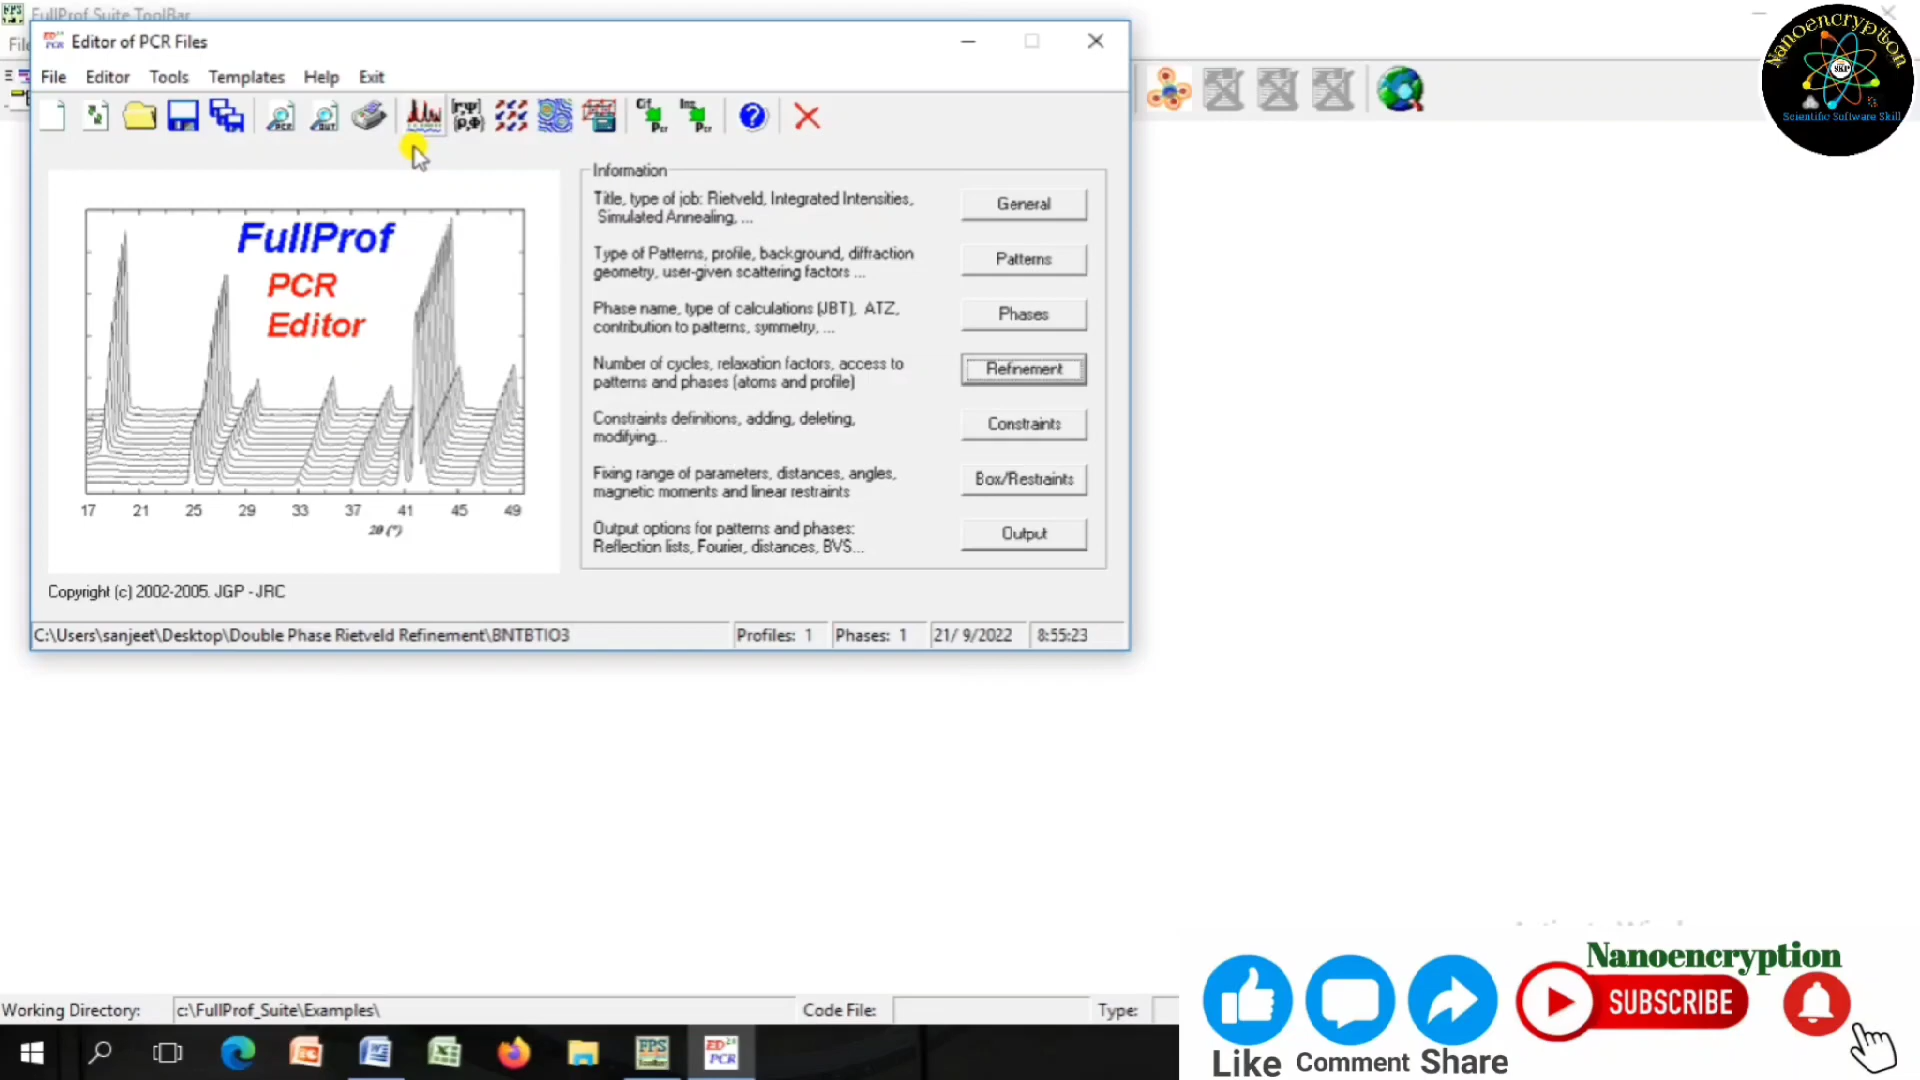 FullProf Suite ToolBar
Editor of PCR Files
File Editor Tools Templates Help Exit
Nanoencryption
SKP
Scientific Software Skill
Information
Title, type of job: Rietveld, Integrated Intensities,
Simulated Annealing, ...
General
Type of Patterns, profile, background, diffraction
geometry, user-given scattering factors ...
Patterns
Phase name, type of calculations (JBT), ATZ,
contribution to patterns, symmetry, ...
Phases
Number of cycles, relaxation factors, access to
patterns and phases (atoms and profile)
Refinement
Constraints definitions, adding, deleting,
modifying...
Constraints
Fixing range of parameters, distances, angles,
magnetic moments and linear restraints
Box/Restraints
Output options for patterns and phases:
Reflection lists, Fourier, distances, BVS...
Output
FullProf
PCR
Editor
17 21 25 29 33 37 41 45 49
2θ (°)
Copyright (c) 2002-2005. JGP - JRC
C:\Users\sanjeet\Desktop\Double Phase Rietveld Refinement\BNTBTIO3 Profiles: 1 Phases: 1 21/ 9/2022 8:55:23
Nanoencryption
SUBSCRIBE
Like Comment Share
Working Directory: c:\FullProf_Suite\Examples\ Code File: Type:
FPS
ED PCR